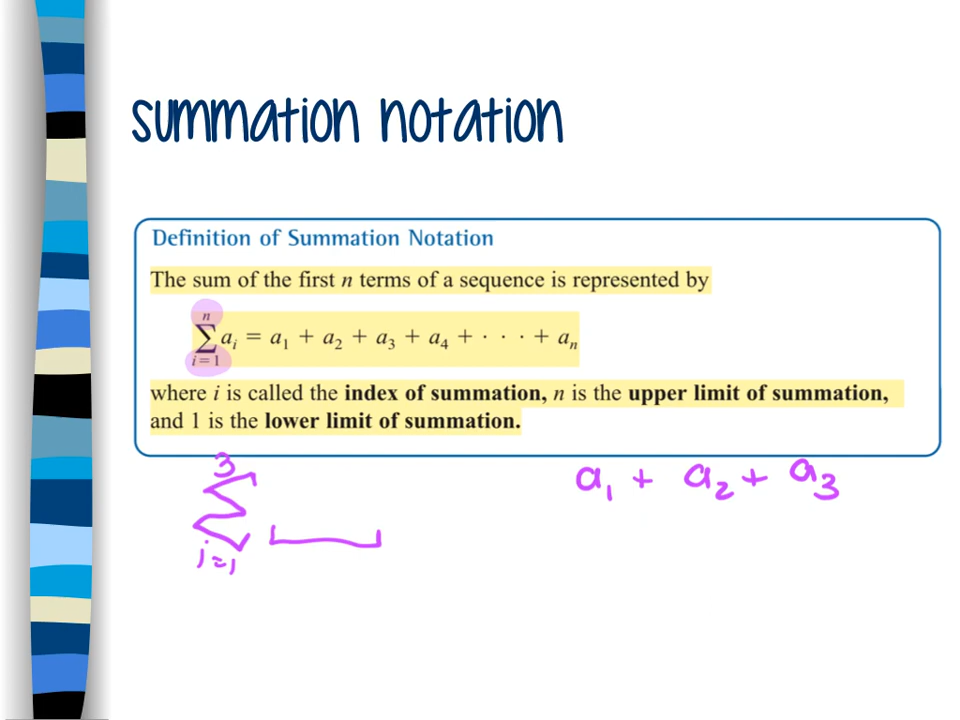 summation notation
Definition of Summation Notation
The sum of the first n terms of a sequence is represented by
n
∑ aᵢ = a₁ + a₂ + a₃ + a₄ + · · · + aₙ
i = 1
where i is called the index of summation, n is the upper limit of summation,
and 1 is the lower limit of summation.
3
∑
i=1
a₁ + a₂ + a₃